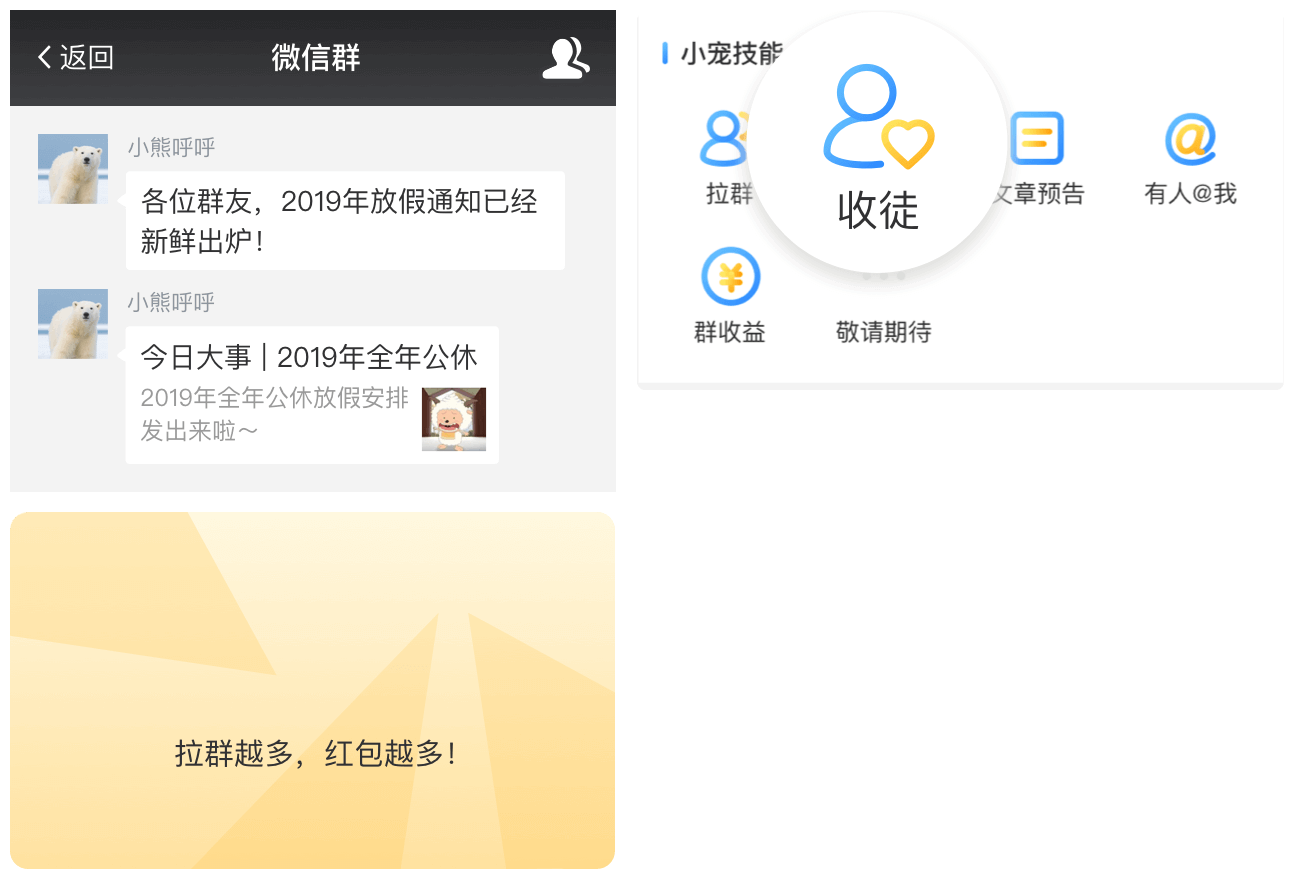 返回
微信群
小熊呼呼
各位群友，2019年放假通知已经
新鲜出炉！
小熊呼呼
今日大事 | 2019年全年公休
2019年全年公休放假安排
发出来啦～
拉群越多，红包越多！
小宠技能
拉群
收徒
文章预告
有人@我
群收益
敬请期待